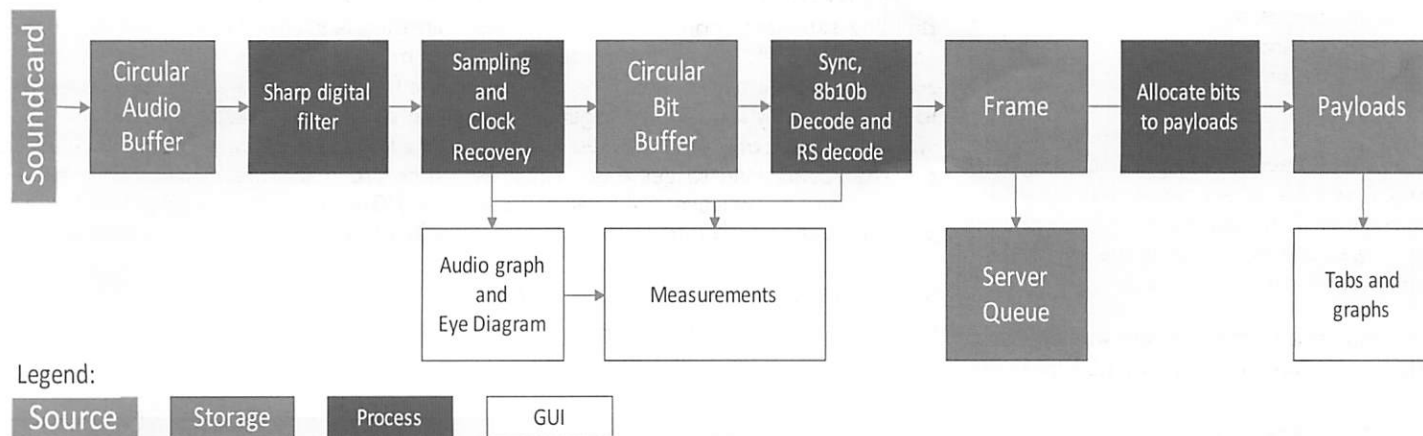 Soundcard
Circular
Audio
Buffer
Sharp digital
filter
Sampling
and
Clock
Recovery
Circular
Bit
Buffer
Sync,
8b10b
Decode and
RS decode
Frame
Allocate bits
to payloads
Payloads
Audio graph
and
Eye Diagram
Measurements
Server
Queue
Tabs and
graphs
Legend:
Source
Storage
Process
GUI